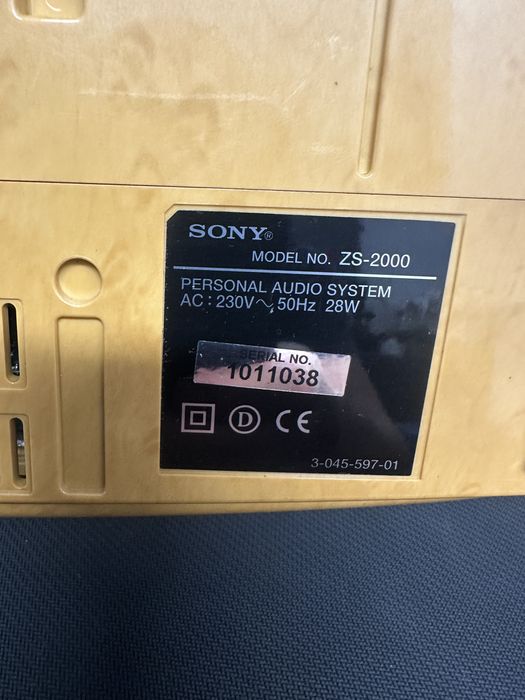 SONY®
MODEL NO. ZS-2000
PERSONAL AUDIO SYSTEM
AC : 230V ~ 50Hz 28W
SERIAL NO.
1011038
D CE
3-045-597-01